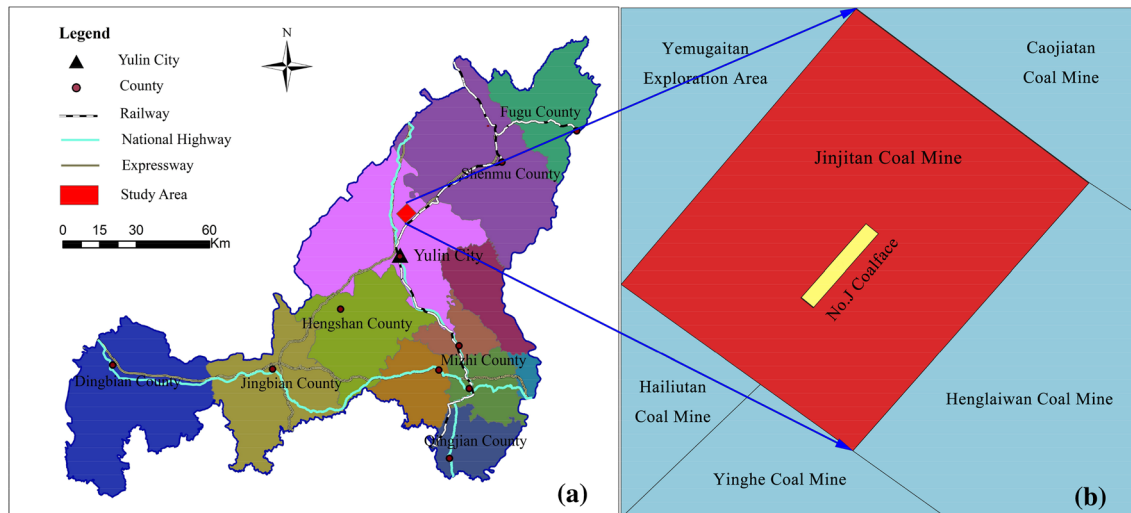 Legend
Yulin City
County
Railway
National Highway
Expressway
Study Area
0 15 30 60
Km
N
Fugu County
Shenmu County
Yulin City
Hengshan County
Mizhi County
Dingbian County
Jingbian County
Qingjian County
(a)
Yemugaitan
Exploration Area
Caojiatan
Coal Mine
Jinjitan Coal Mine
No.J Coalface
Hailiutan
Coal Mine
Henglaiwan Coal Mine
Yinghe Coal Mine
(b)